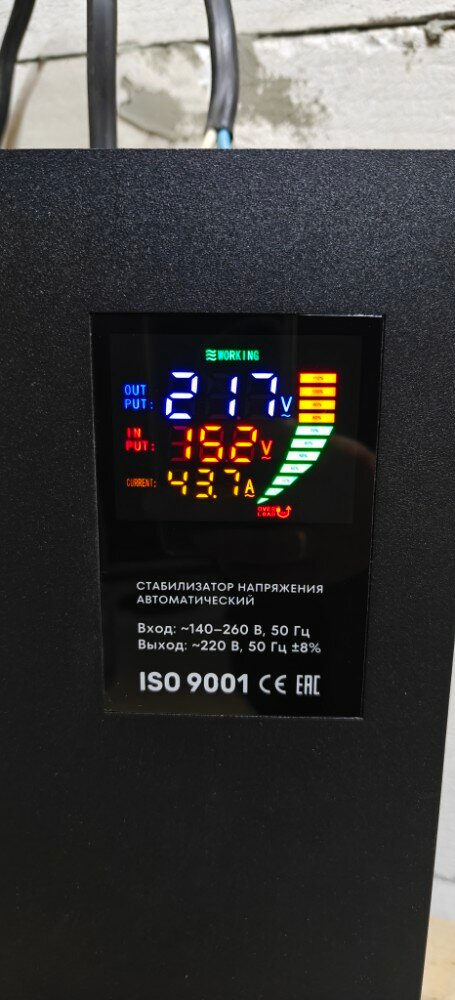 WORKING
OUT PUT: 217 V
IN PUT: 152 V
CURRENT: 43.7 A
OVER LOAD
СТАБИЛИЗАТОР НАПРЯЖЕНИЯ
АВТОМАТИЧЕСКИЙ
Вход: ~140–260 В, 50 Гц
Выход: ~220 В, 50 Гц ±8%
ISO 9001 CE EAC